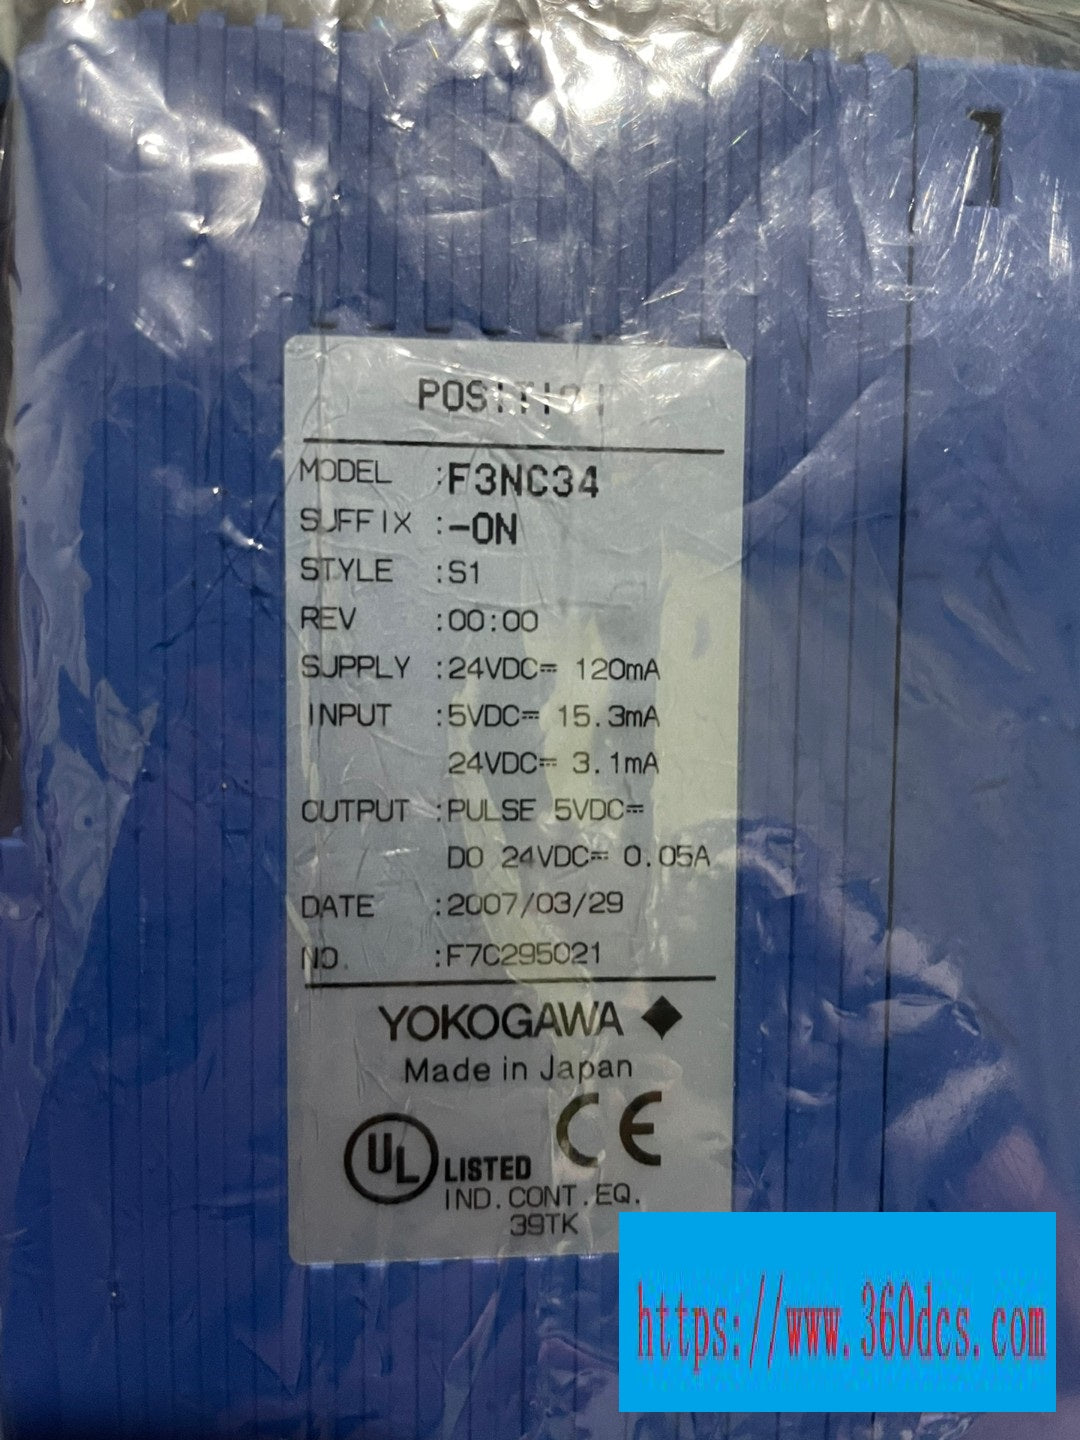 1
MODEL :F3NC34
SUFFIX :-0N
STYLE :S1
REV :00:00
SUPPLY :24VDC⎓ 120mA
INPUT :5VDC⎓ 15.3mA
24VDC⎓ 3.1mA
OUTPUT :PULSE 5VDC⎓
DO 24VDC⎓ 0.05A
DATE :2007/03/29
NO. :F7C295021
YOKOGAWA
Made in Japan
UL LISTED CE
IND.CONT.EQ.
39TK
https://www.360dcs.com